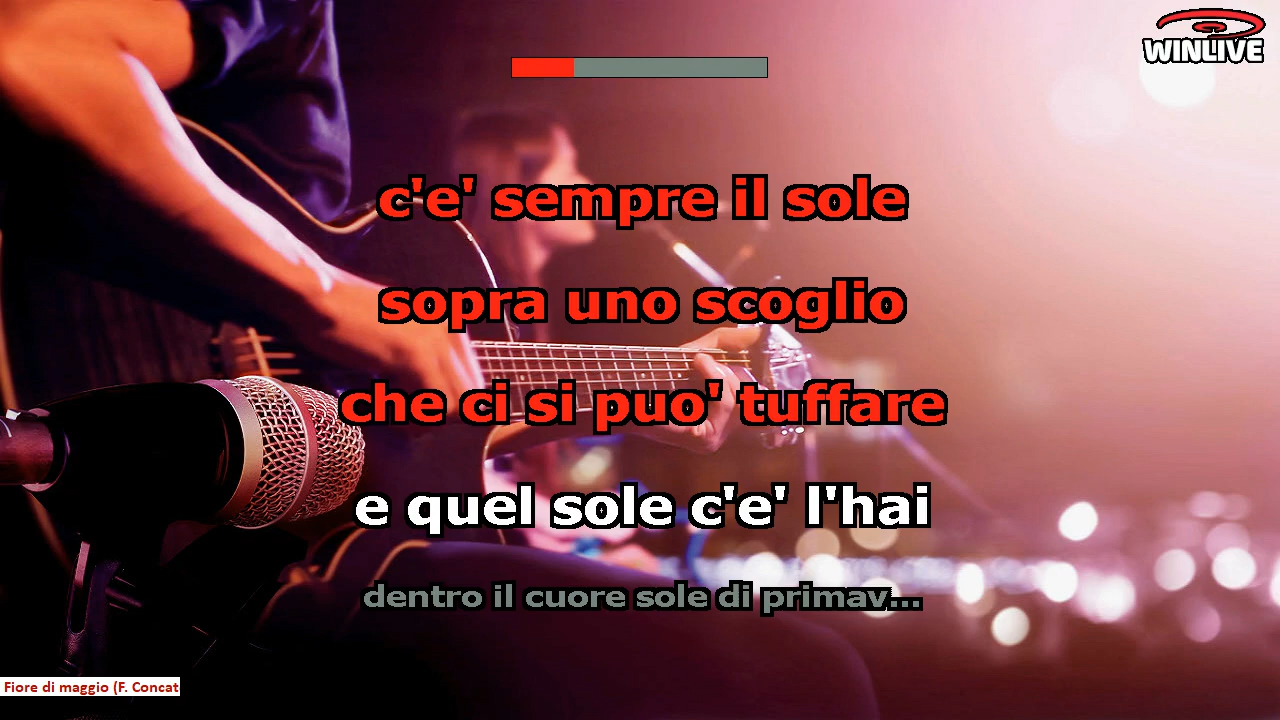 WINLIVE
c'e' sempre il sole
sopra uno scoglio
che ci si puo' tuffare
e quel sole c'e' l'hai
dentro il cuore sole di primav...
Fiore di maggio (F. Concat